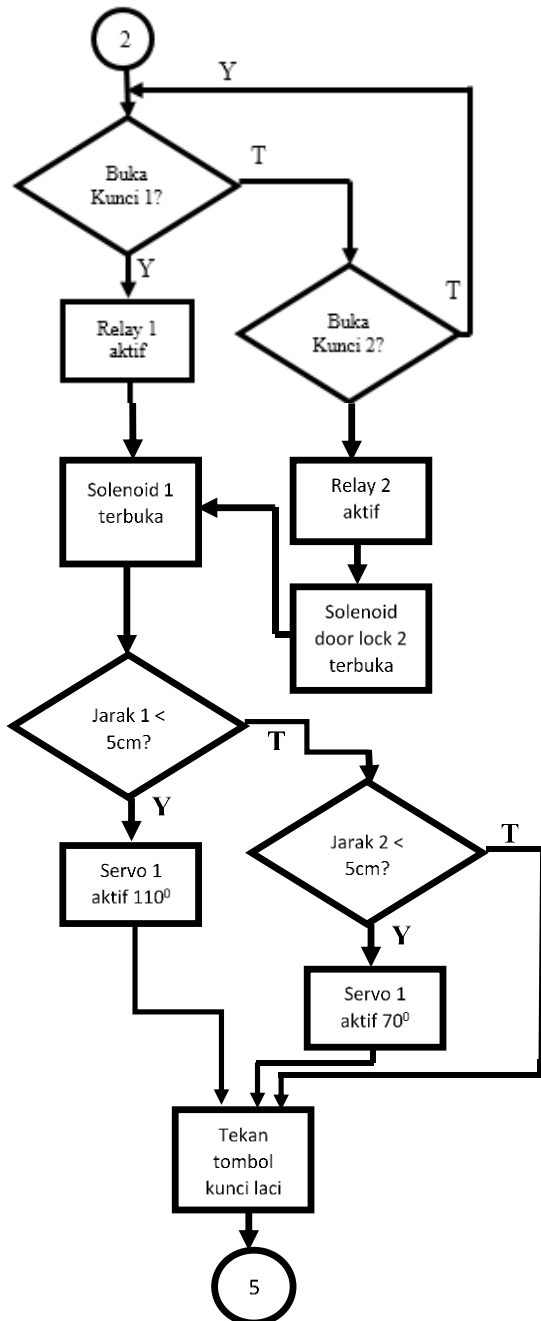 2
Y
Buka
Kunci 1?
T
Y
Buka
Kunci 2?
T
Relay 1
aktif
Solenoid 1
terbuka
Relay 2
aktif
Solenoid
door lock 2
terbuka
Jarak 1 <
5cm?
T
Y
Jarak 2 <
5cm?
T
Y
Servo 1
aktif 110⁰
Servo 1
aktif 70⁰
Tekan
tombol
kunci laci
5